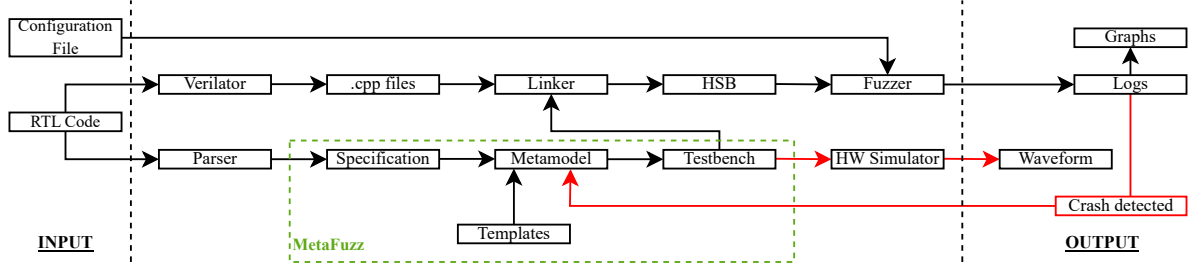 Configuration
File
Graphs
Verilator
.cpp files
Linker
HSB
Fuzzer
Logs
RTL Code
Parser
Specification
Metamodel
Testbench
HW Simulator
Waveform
Crash detected
Templates
MetaFuzz
INPUT
OUTPUT